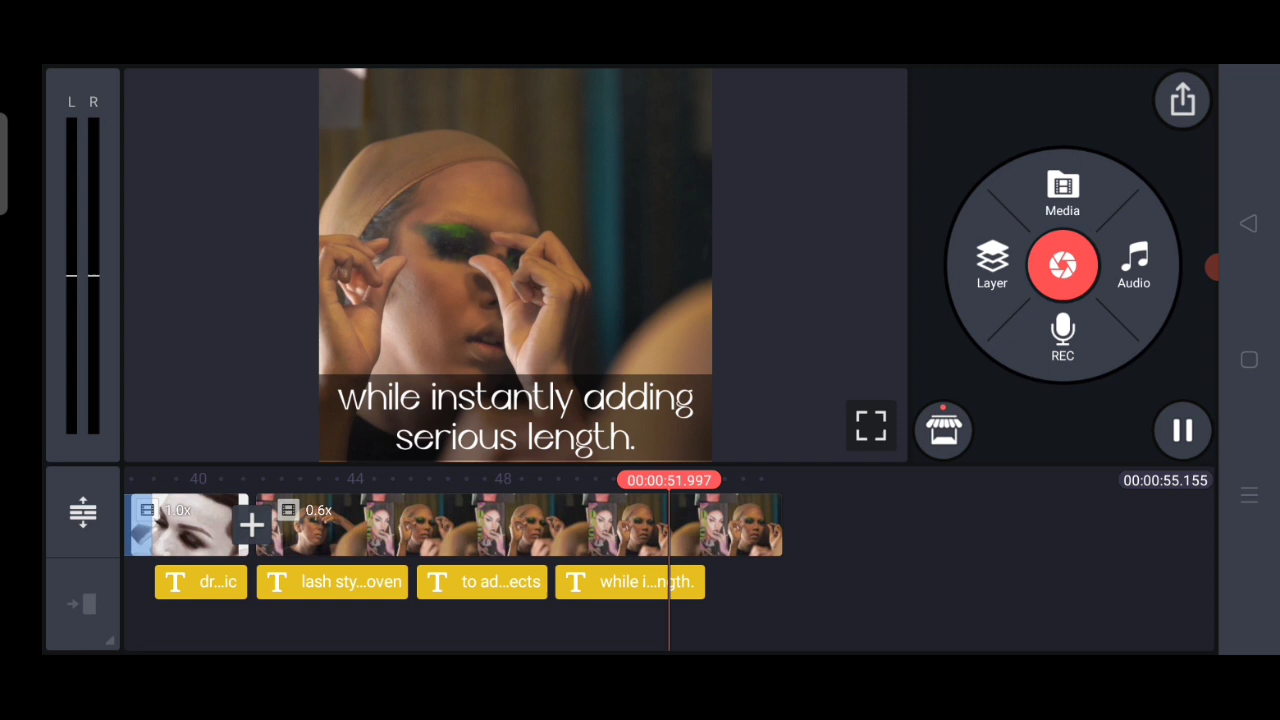 L R
while instantly adding
serious length.
Media
Layer
Audio
REC
40
44
48
00:00:51.997
00:00:55.155
1.0x
0.6x
T dr...ic
T lash sty...oven
T to ad...ects
T while i...ngth.